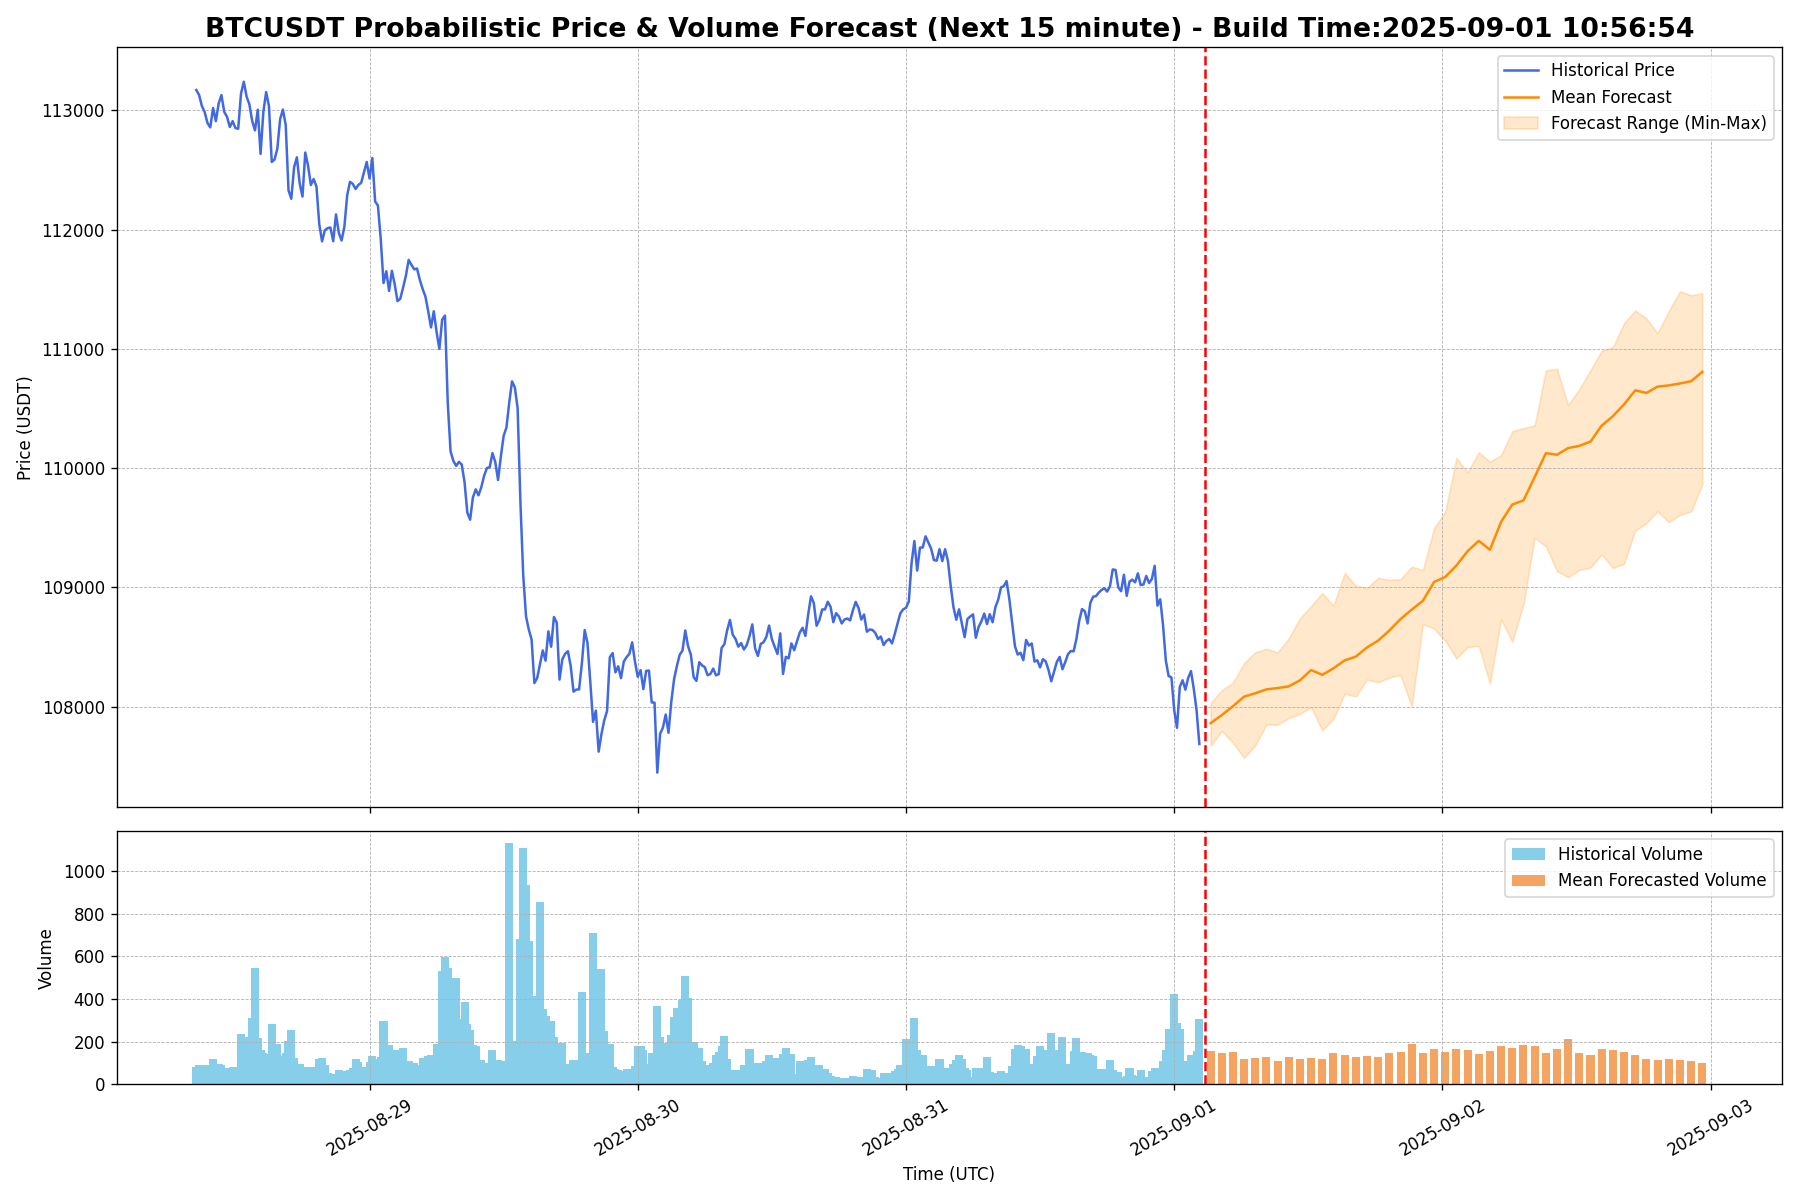 BTCUSDT Probabilistic Price & Volume Forecast (Next 15 minute) - Build Time:2025-09-01 10:56:54
Historical Price
Mean Forecast
Forecast Range (Min-Max)
113000
112000
111000
110000
109000
108000
Price (USDT)
Historical Volume
Mean Forecasted Volume
1000
800
600
400
200
0
Volume
2025-08-29
2025-08-30
2025-08-31
2025-09-01
2025-09-02
2025-09-03
Time (UTC)